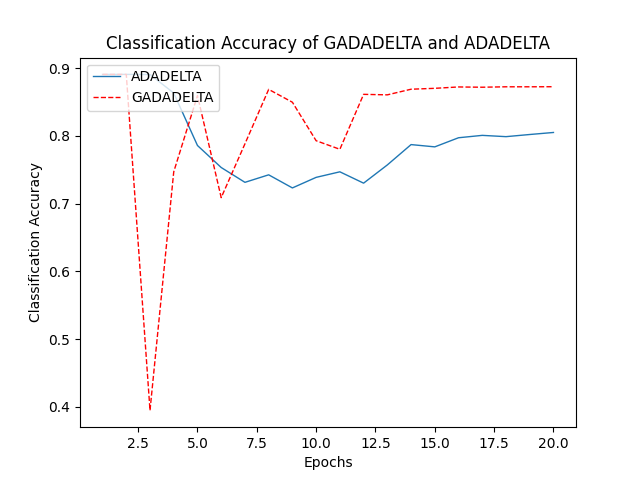 Classification Accuracy of GADADELTA and ADADELTA
ADADELTA
GADADELTA
Classification Accuracy
0.9
0.8
0.7
0.6
0.5
0.4
2.5 5.0 7.5 10.0 12.5 15.0 17.5 20.0
Epochs